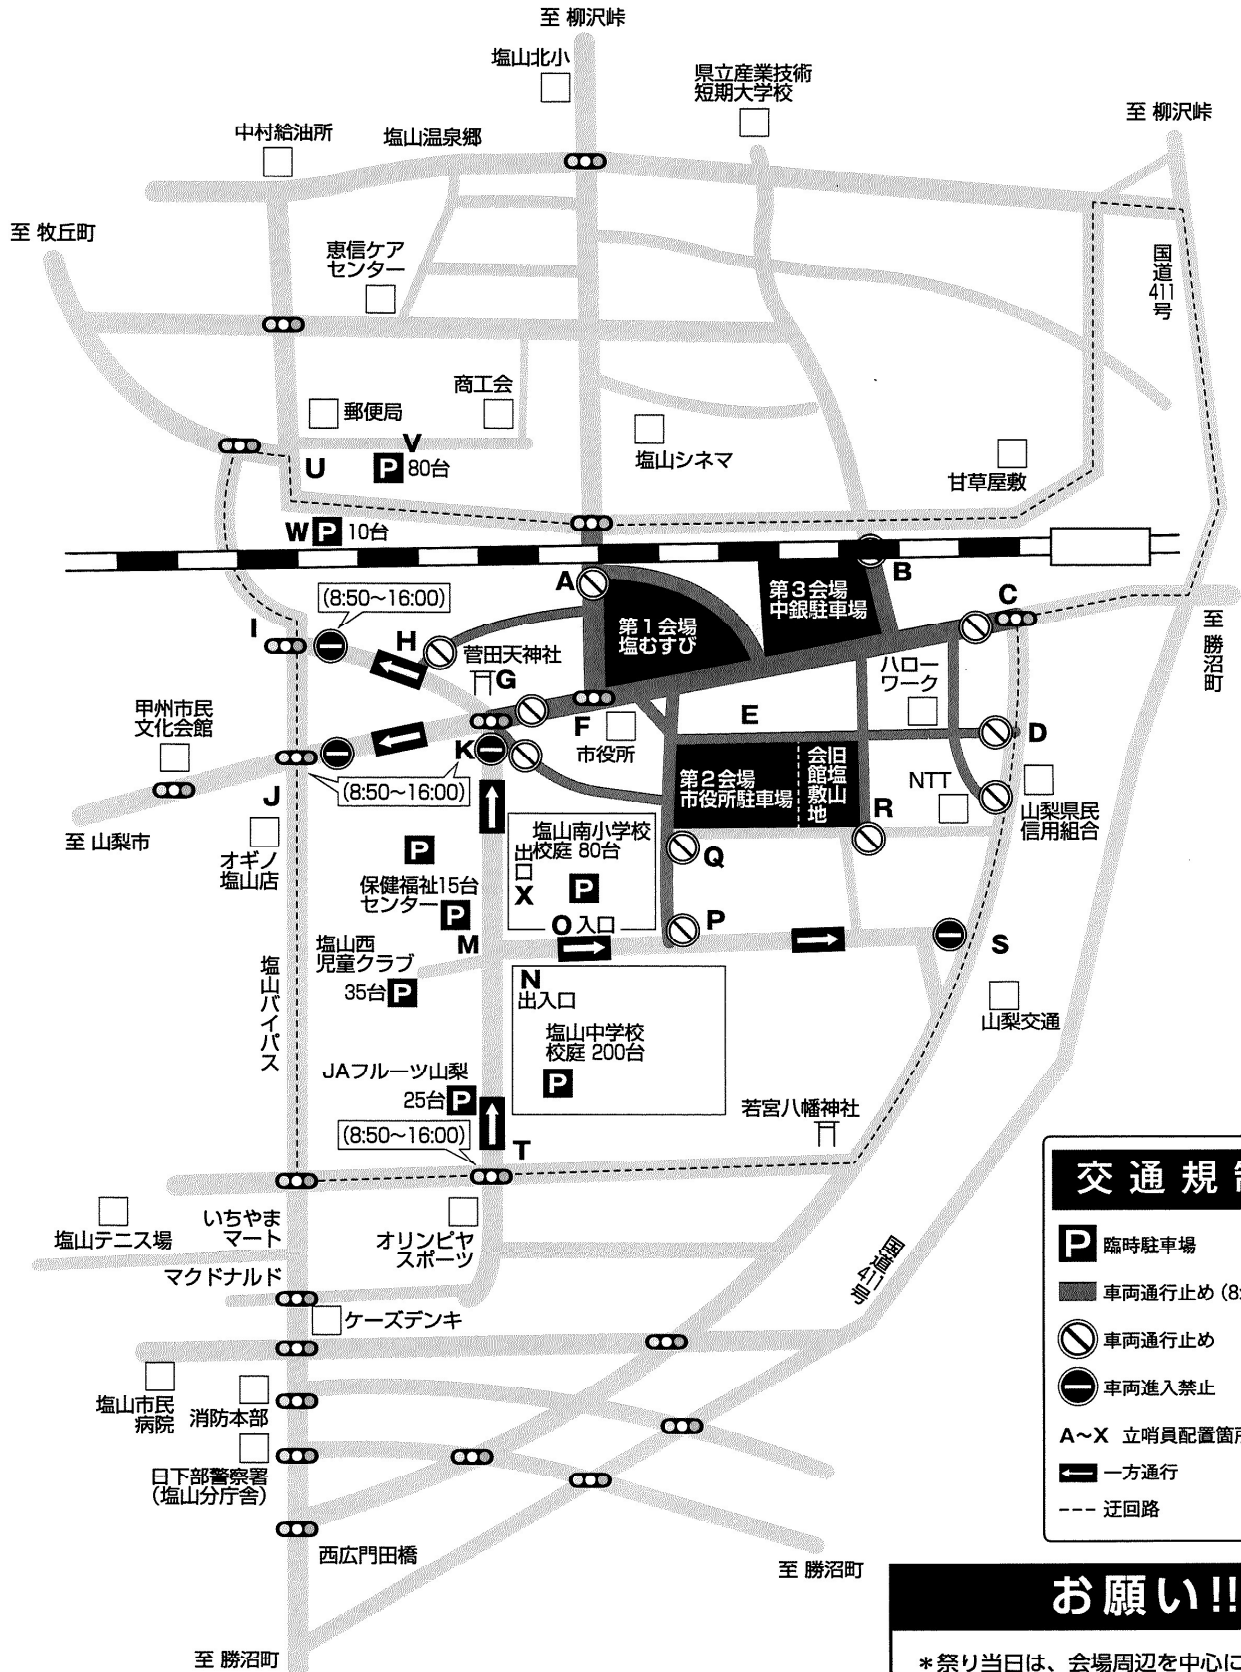 至 柳沢峠
塩山北小
県立産業技術
短期大学校
至 柳沢峠
中村給油所
塩山温泉郷
至 牧丘町
恵信ケア
センター
国道411号
商工会
郵便局
V
P 80台
U
塩山シネマ
甘草屋敷
W P 10台
A
B
C
(8:50〜16:00)
第3会場
中銀駐車場
第1会場
塩むすび
I
H
菅田天神社
G
至 勝沼町
ハロー
ワーク
甲州市民
文化会館
F
E
D
市役所
K
第2会場
市役所駐車場
旧塩山
会館敷地
NTT
(8:50〜16:00)
J
至 山梨市
山梨県民
信用組合
R
オギノ
塩山店
P
塩山南小学校
校庭 80台
出口
X
P
Q
保健福祉15台
センター P
O 入口
P
M
S
塩山西
児童クラブ
35台 P
塩山バイパス
N
出入口
山梨交通
塩山中学校
校庭 200台
P
JAフルーツ山梨
25台 P
若宮八幡神社
(8:50〜16:00)
T
塩山テニス場
いちやま
マート
オリンピヤ
スポーツ
マクドナルド
国道411号
ケーズデンキ
塩山市民
病院
消防本部
日下部警察署
(塩山分庁舎)
西広門田橋
至 勝沼町
至 勝沼町
交通規
P 臨時駐車場
車両通行止め (8:
車両通行止め
車両進入禁止
A〜X 立哨員配置箇所
一方通行
迂回路
お願い!!
*祭り当日は、会場周辺を中心に